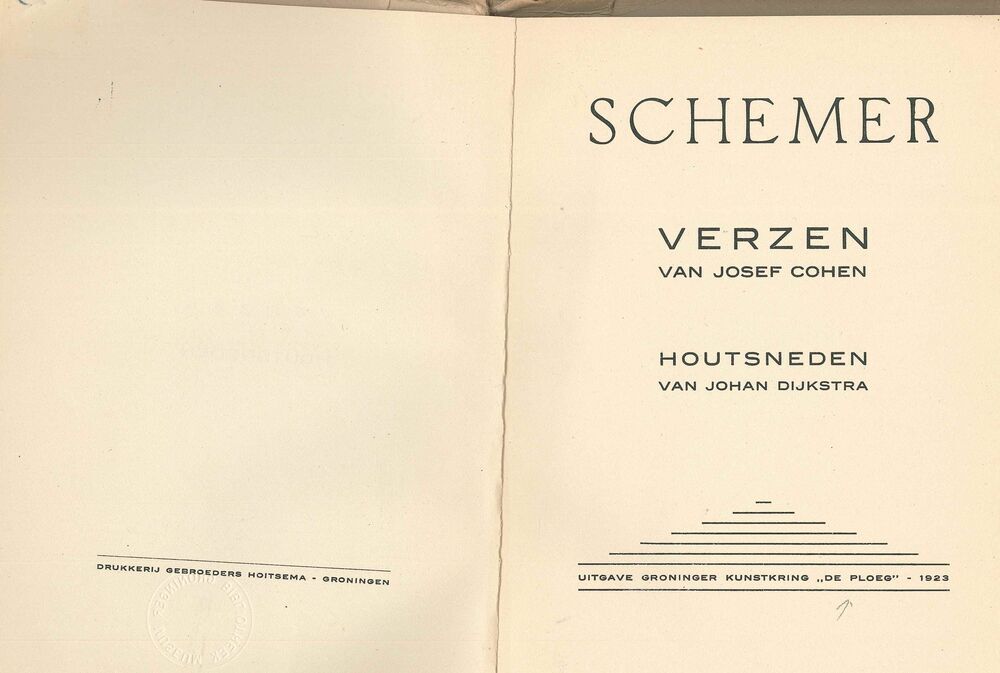 DRUKKERIJ GEBROEDERS HOITSEMA - GRONINGEN
SCHEMER
VERZEN
VAN JOSEF COHEN
HOUTSNEDEN
VAN JOHAN DIJKSTRA
UITGAVE GRONINGER KUNSTKRING „DE PLOEG” - 1923